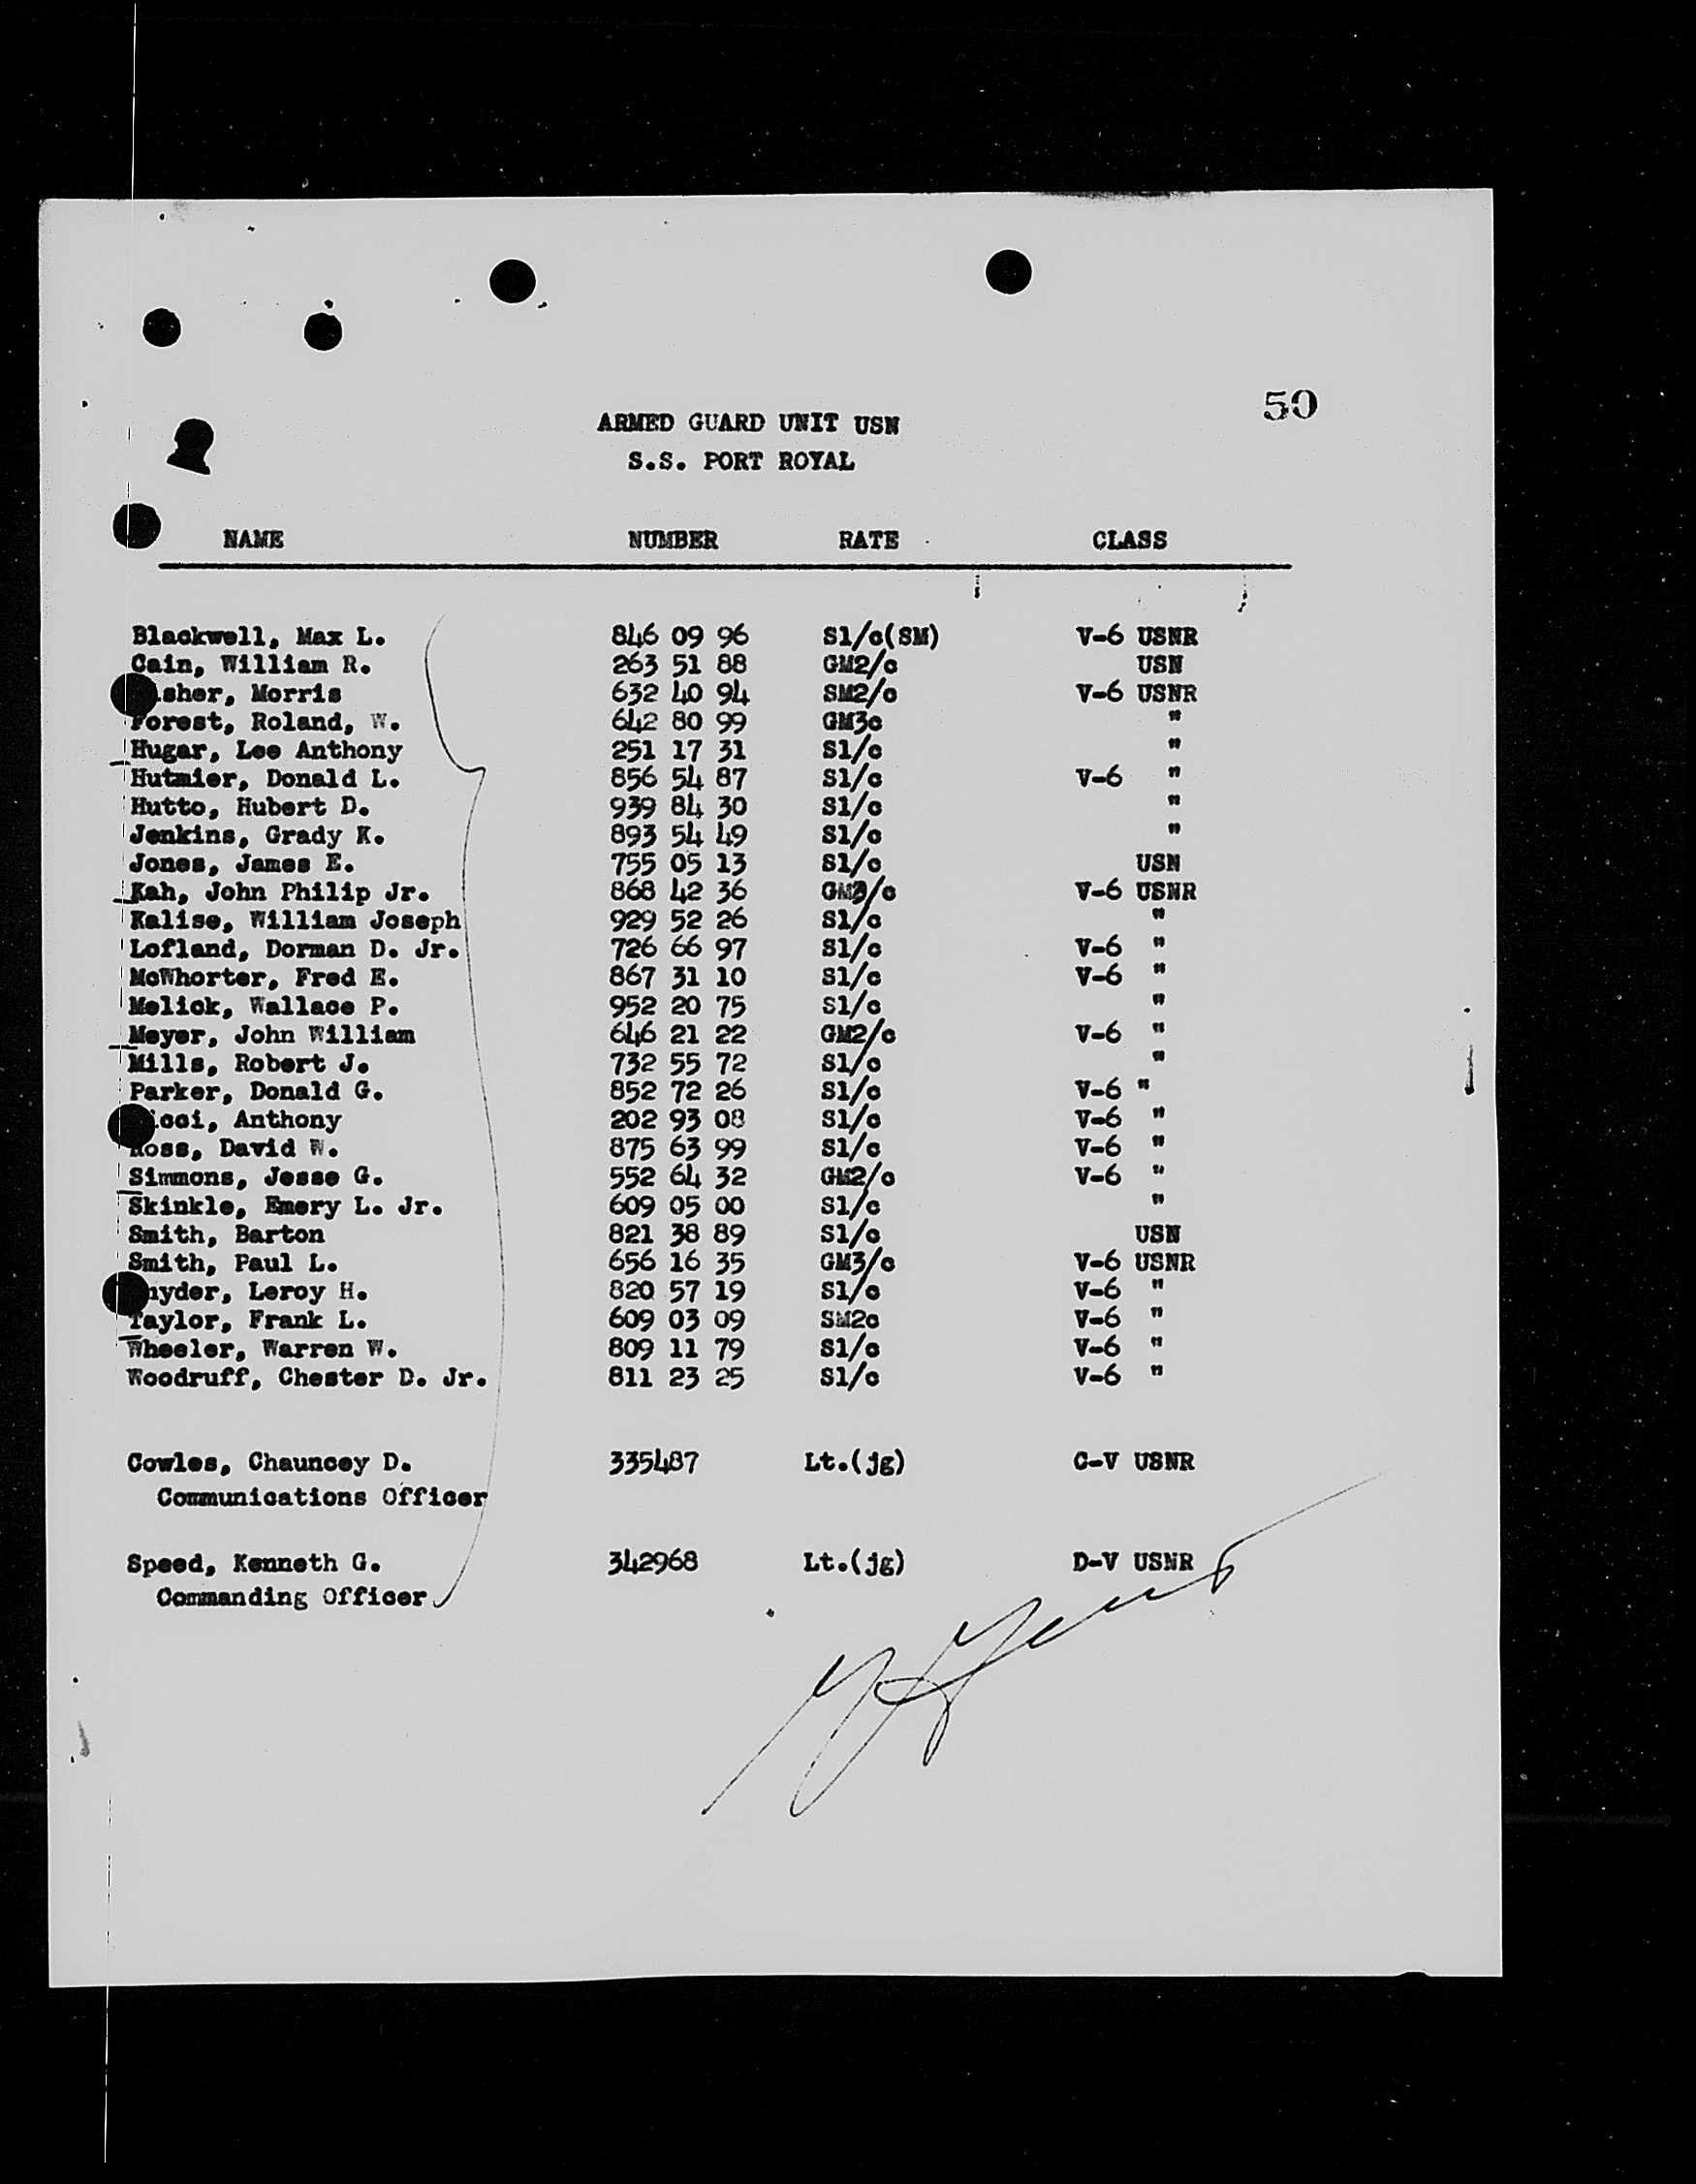 50
ARMED GUARD UNIT USN
S.S. PORT ROYAL
NAME NUMBER RATE CLASS
Blackwell, Max L. 846 09 96 S1/c(SM) V-6 USNR
Cain, William R. 263 51 88 GM2/c USN
sher, Morris 632 40 94 SM2/c V-6 USNR
Forest, Roland, W. 642 80 99 GM3c "
Hugar, Lee Anthony 251 17 31 S1/c "
Hutmier, Donald L. 856 54 87 S1/c V-6 "
Hutto, Hubert D. 939 84 30 S1/c "
Jenkins, Grady K. 893 54 49 S1/c "
Jones, James E. 755 05 13 S1/c USN
Kah, John Philip Jr. 868 42 36 GM3/c V-6 USNR
Kalise, William Joseph 929 52 26 S1/c "
Lofland, Dorman D. Jr. 726 66 97 S1/c V-6 "
McWhorter, Fred E. 867 31 10 S1/c V-6 "
Melick, Wallace P. 952 20 75 S1/c "
Meyer, John William 646 21 22 GM2/c V-6 "
Mills, Robert J. 732 55 72 S1/c "
Parker, Donald G. 852 72 26 S1/c V-6 "
icci, Anthony 202 93 08 S1/c V-6 "
Ross, David W. 875 63 99 S1/c V-6 "
Simmons, Jesse G. 552 64 32 GM2/c V-6 "
Skinkle, Emery L. Jr. 609 05 00 S1/c "
Smith, Barton 821 38 89 S1/c USN
Smith, Paul L. 656 16 35 GM3/c V-6 USNR
nyder, Leroy H. 820 57 19 S1/c V-6 "
Taylor, Frank L. 609 03 09 SM2c V-6 "
Wheeler, Warren W. 809 11 79 S1/c V-6 "
Woodruff, Chester D. Jr. 811 23 25 S1/c V-6 "
Cowles, Chauncey D. 335487 Lt.(jg) C-V USNR
Communications Officer
Speed, Kenneth G. 342968 Lt.(jg) D-V USNR
Commanding Officer